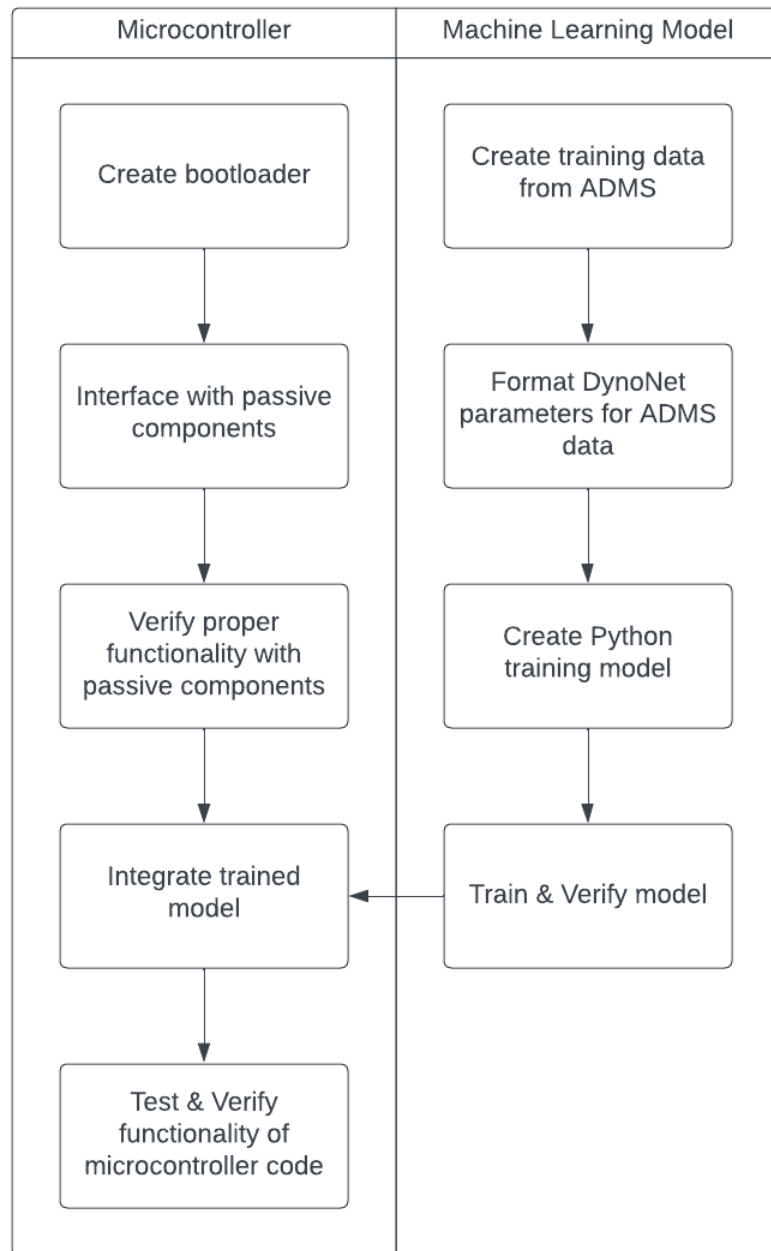 Microcontroller
Create bootloader
Interface with passive
components
Verify proper
functionality with
passive components
Integrate trained
model
Test & Verify
functionality of
microcontroller code
Machine Learning Model
Create training data
from ADMS
Format DynoNet
parameters for ADMS
data
Create Python
training model
Train & Verify model